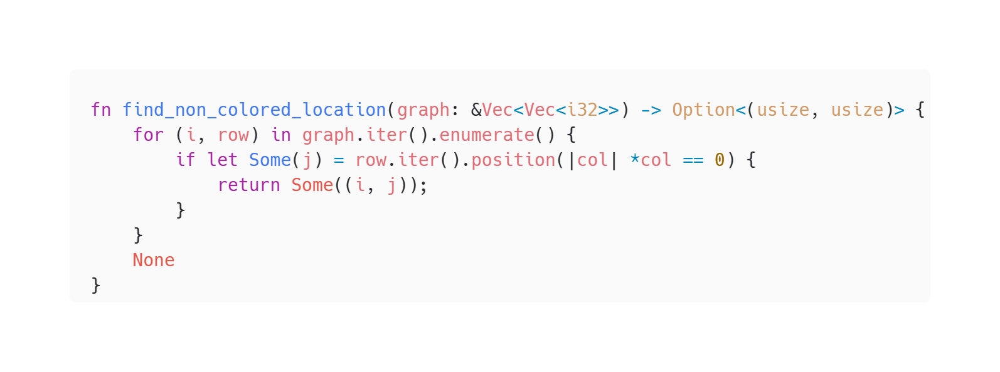 fn find_non_colored_location(graph: &Vec<Vec<i32>>) -> Option<(usize, usize)> {
    for (i, row) in graph.iter().enumerate() {
        if let Some(j) = row.iter().position(|col| *col == 0) {
            return Some((i, j));
        }
    }
    None
}